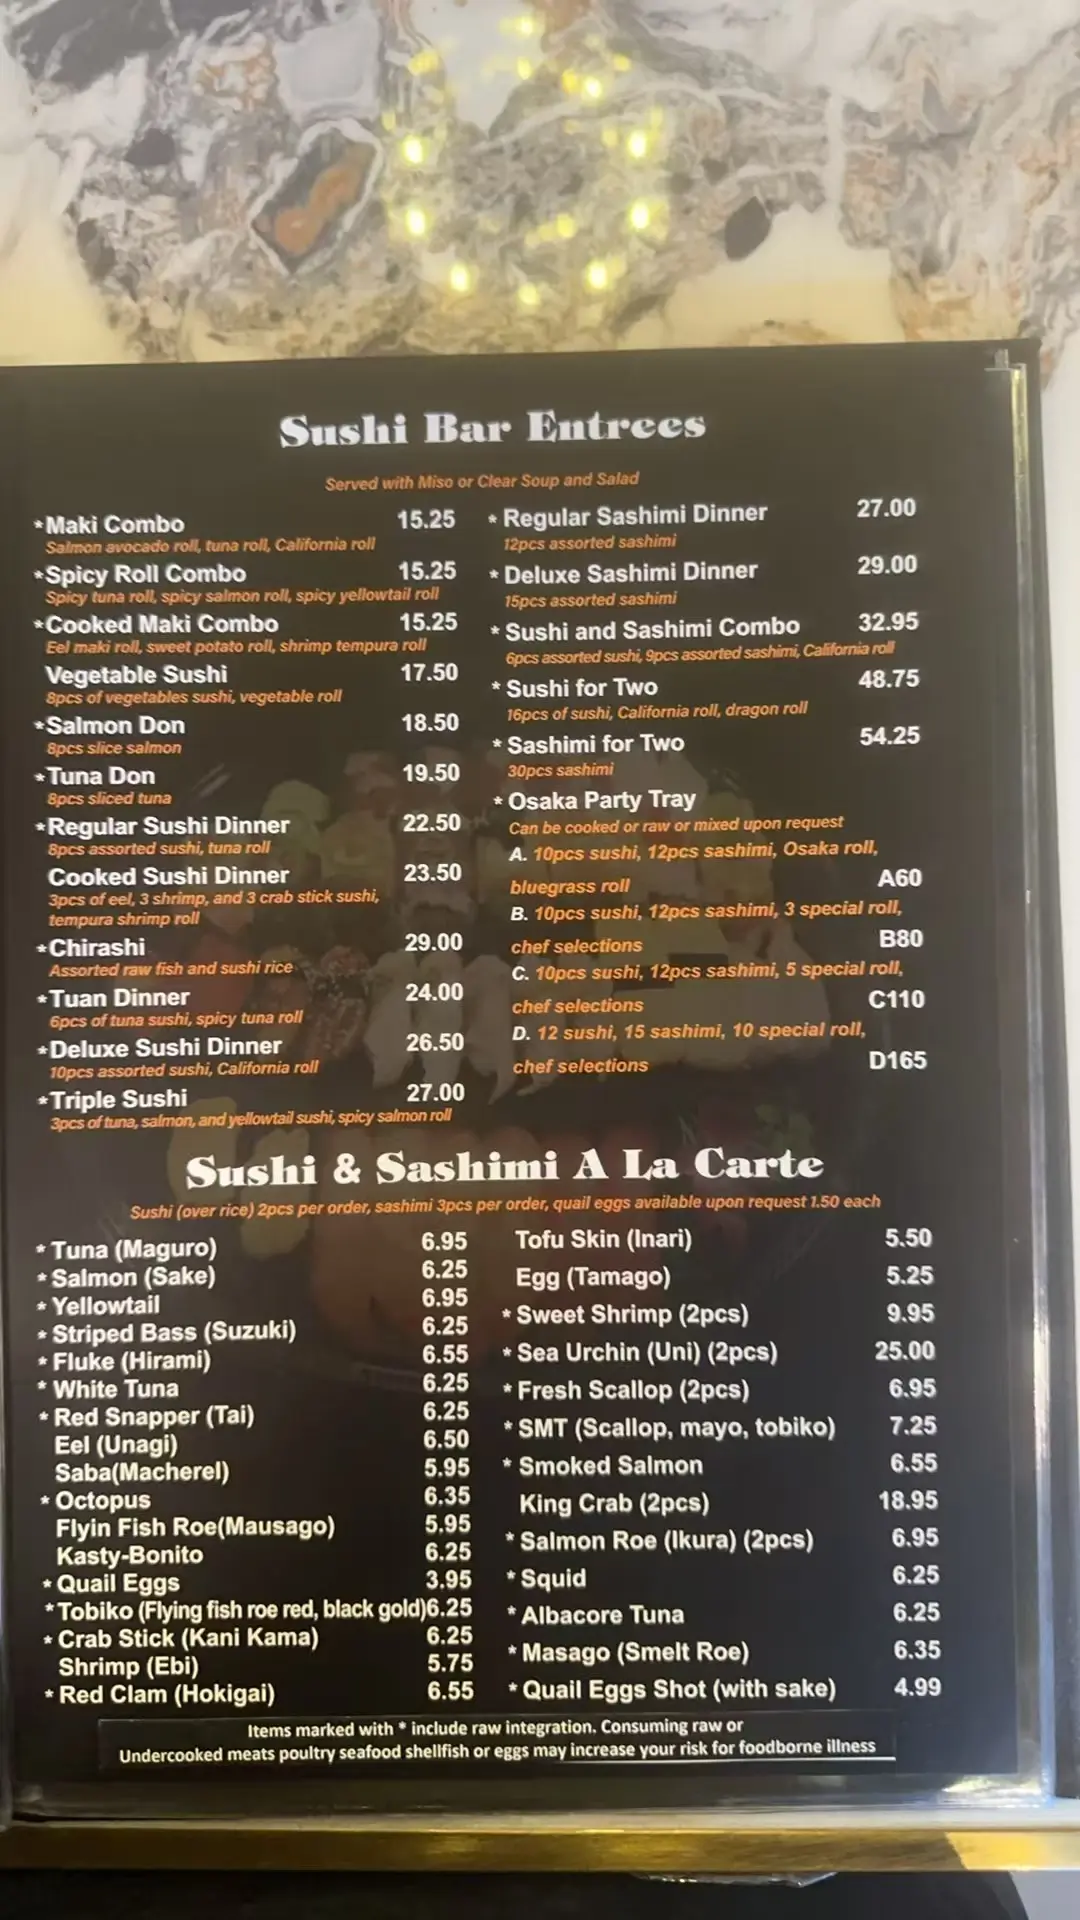 Sushi Bar Entrees
Served with Miso or Clear Soup and Salad
*Maki Combo 15.25
Salmon avocado roll, tuna roll, California roll
*Spicy Roll Combo 15.25
Spicy tuna roll, spicy salmon roll, spicy yellowtail roll
*Cooked Maki Combo 15.25
Eel maki roll, sweet potato roll, shrimp tempura roll
Vegetable Sushi 17.50
8pcs of vegetables sushi, vegetable roll
*Salmon Don 18.50
8pcs slice salmon
*Tuna Don 19.50
8pcs sliced tuna
*Regular Sushi Dinner 22.50
8pcs assorted sushi, tuna roll
Cooked Sushi Dinner 23.50
3pcs of eel, 3 shrimp, and 3 crab stick sushi,
tempura shrimp roll
*Chirashi 29.00
Assorted raw fish and sushi rice
*Tuan Dinner 24.00
6pcs of tuna sushi, spicy tuna roll
*Deluxe Sushi Dinner 26.50
10pcs assorted sushi, California roll
*Triple Sushi 27.00
3pcs of tuna, salmon, and yellowtail sushi, spicy salmon roll
* Regular Sashimi Dinner 27.00
12pcs assorted sashimi
* Deluxe Sashimi Dinner 29.00
15pcs assorted sashimi
* Sushi and Sashimi Combo 32.95
6pcs assorted sushi, 9pcs assorted sashimi, California roll
* Sushi for Two 48.75
16pcs of sushi, California roll, dragon roll
* Sashimi for Two 54.25
30pcs sashimi
* Osaka Party Tray
Can be cooked or raw or mixed upon request
A. 10pcs sushi, 12pcs sashimi, Osaka roll,
bluegrass roll A60
B. 10pcs sushi, 12pcs sashimi, 3 special roll,
chef selections B80
C. 10pcs sushi, 12pcs sashimi, 5 special roll,
chef selections C110
D. 12 sushi, 15 sashimi, 10 special roll,
chef selections D165
Sushi & Sashimi A La Carte
Sushi (over rice) 2pcs per order, sashimi 3pcs per order, quail eggs available upon request 1.50 each
* Tuna (Maguro) 6.95
* Salmon (Sake) 6.25
* Yellowtail 6.95
* Striped Bass (Suzuki) 6.25
* Fluke (Hirami) 6.55
* White Tuna 6.25
* Red Snapper (Tai) 6.25
Eel (Unagi) 6.50
Saba(Macherel) 5.95
* Octopus 6.35
Flyin Fish Roe(Mausago) 5.95
Kasty-Bonito 6.25
* Quail Eggs 3.95
* Tobiko (Flying fish roe red, black gold)6.25
* Crab Stick (Kani Kama) 6.25
Shrimp (Ebi) 5.75
* Red Clam (Hokigai) 6.55
Tofu Skin (Inari) 5.50
Egg (Tamago) 5.25
* Sweet Shrimp (2pcs) 9.95
* Sea Urchin (Uni) (2pcs) 25.00
* Fresh Scallop (2pcs) 6.95
* SMT (Scallop, mayo, tobiko) 7.25
* Smoked Salmon 6.55
King Crab (2pcs) 18.95
* Salmon Roe (Ikura) (2pcs) 6.95
* Squid 6.25
* Albacore Tuna 6.25
* Masago (Smelt Roe) 6.35
* Quail Eggs Shot (with sake) 4.99
Items marked with * include raw integration. Consuming raw or
Undercooked meats poultry seafood shellfish or eggs may increase your risk for foodborne illness